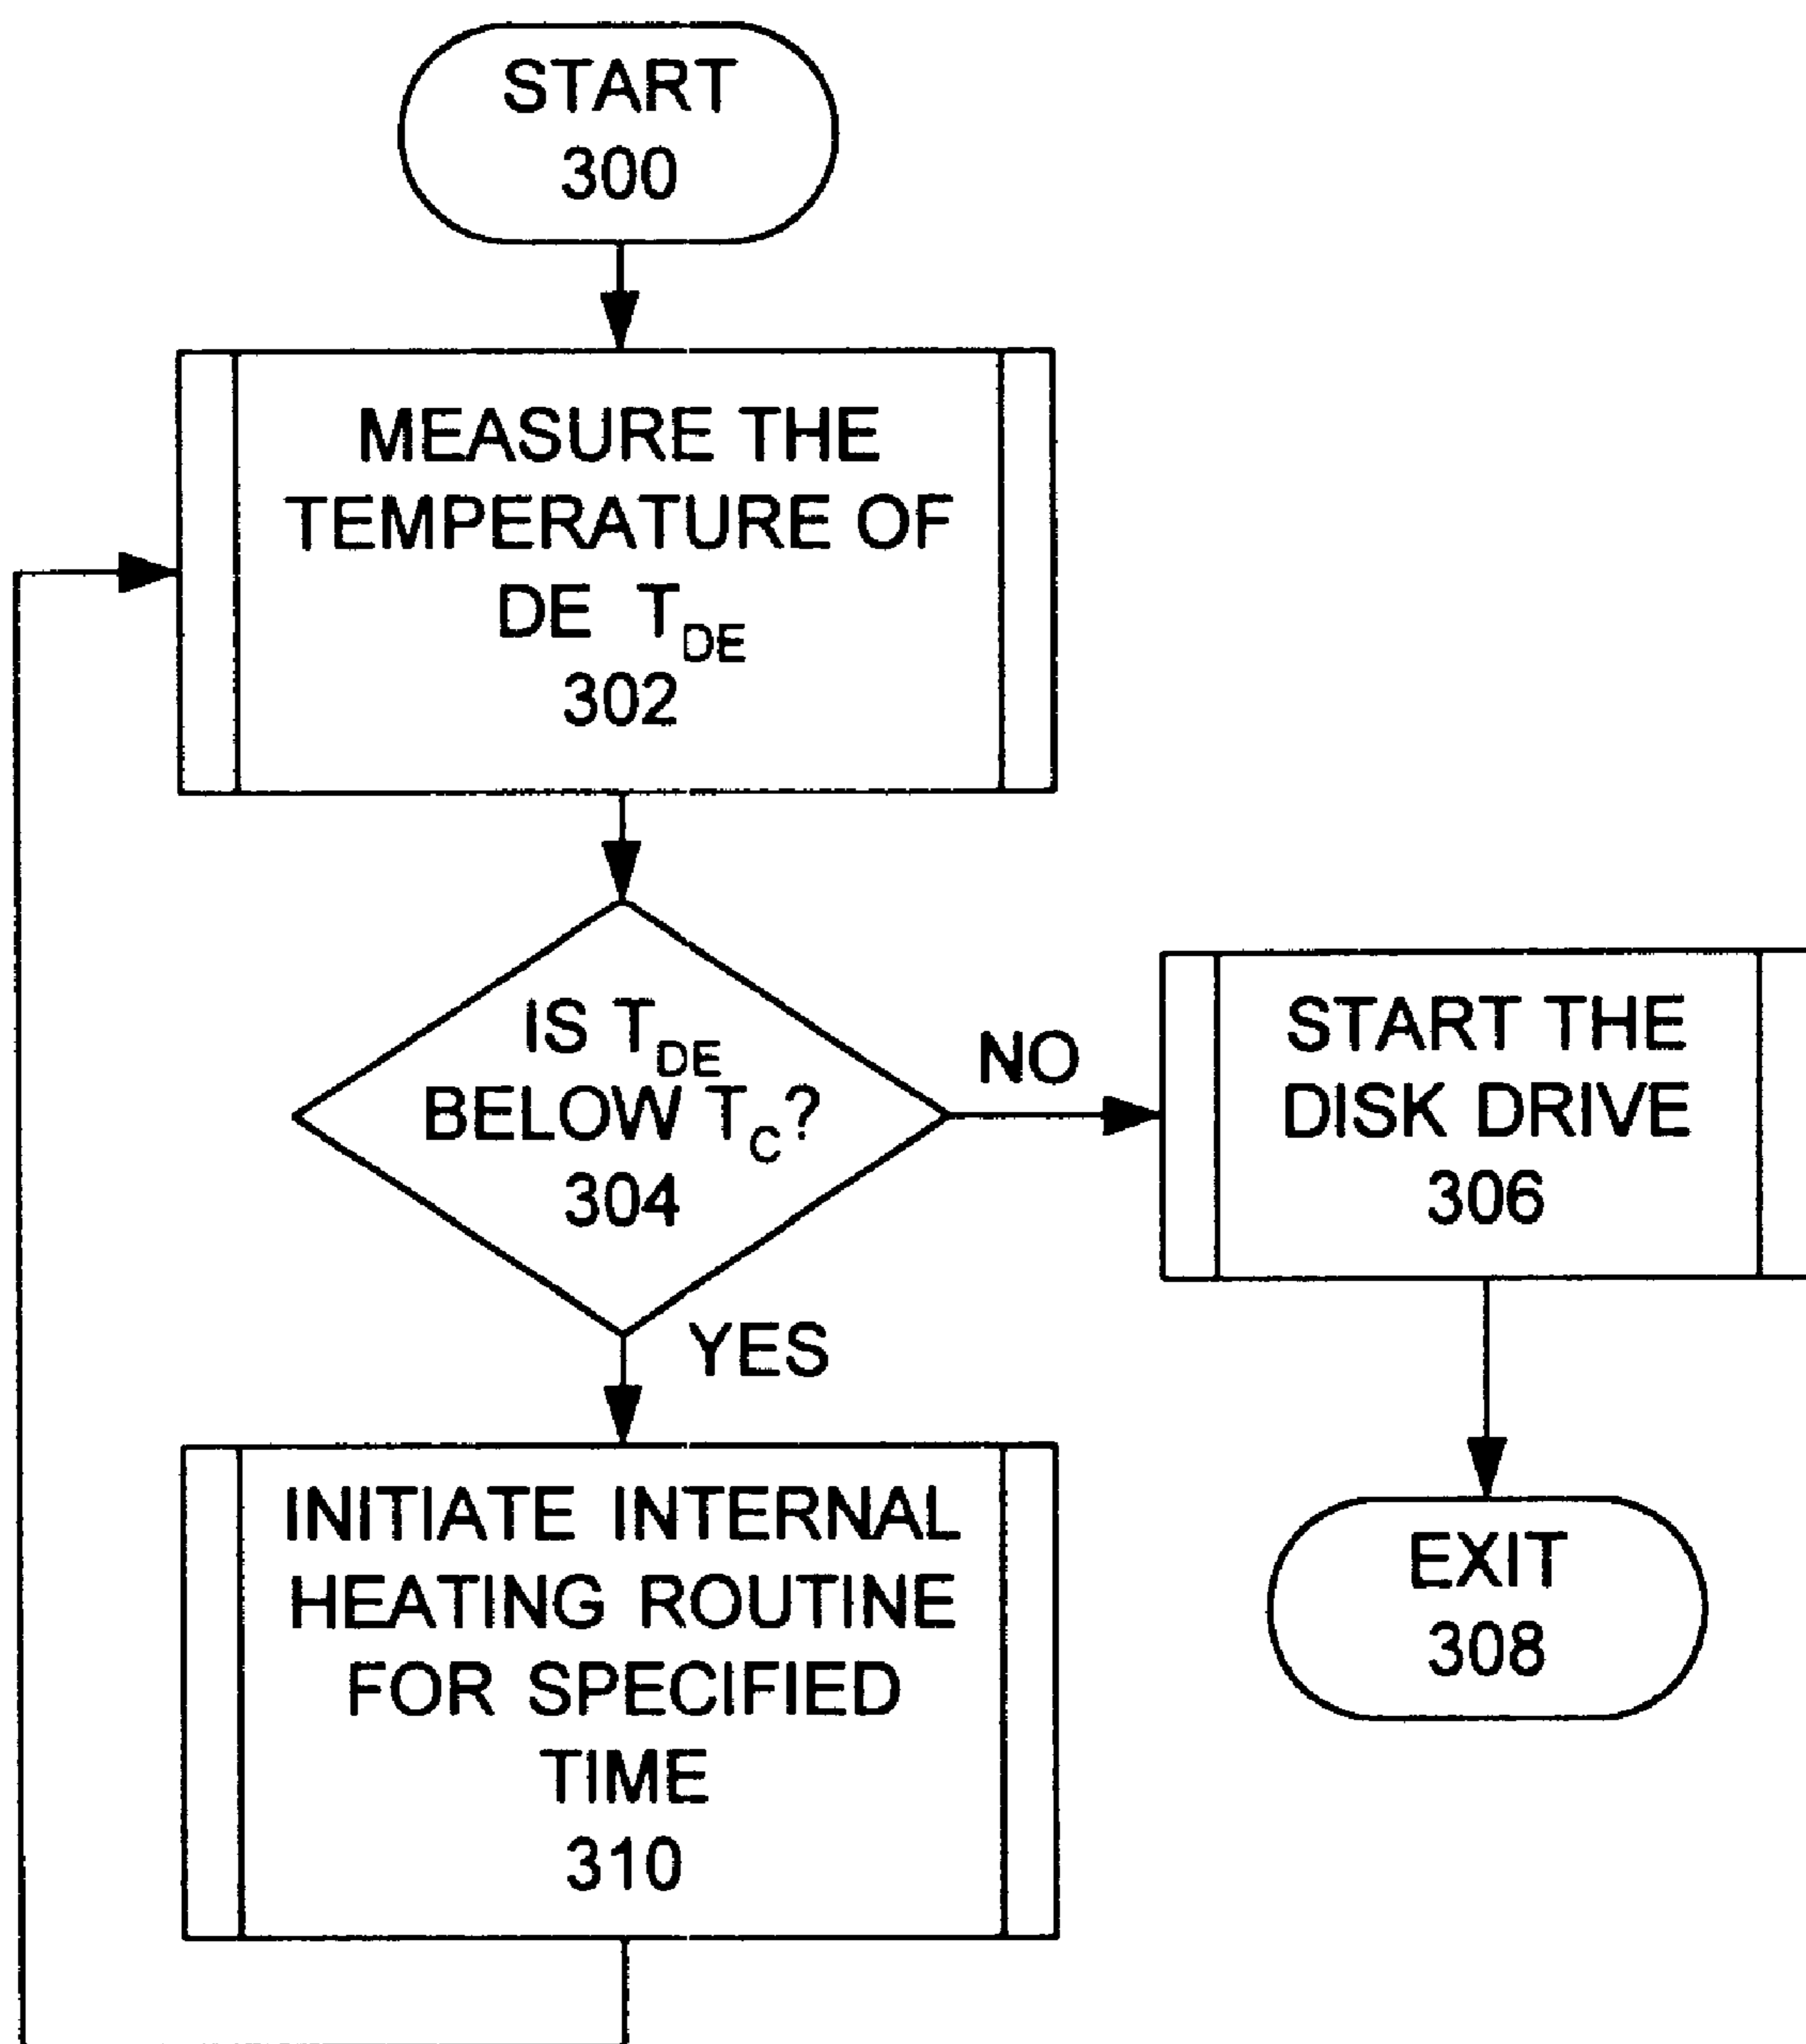 START
300
MEASURE THE
TEMPERATURE OF
DE T_DE
302
IS T_DE
BELOW T_C?
304
NO
START THE
DISK DRIVE
306
YES
INITIATE INTERNAL
HEATING ROUTINE
FOR SPECIFIED
TIME
310
EXIT
308